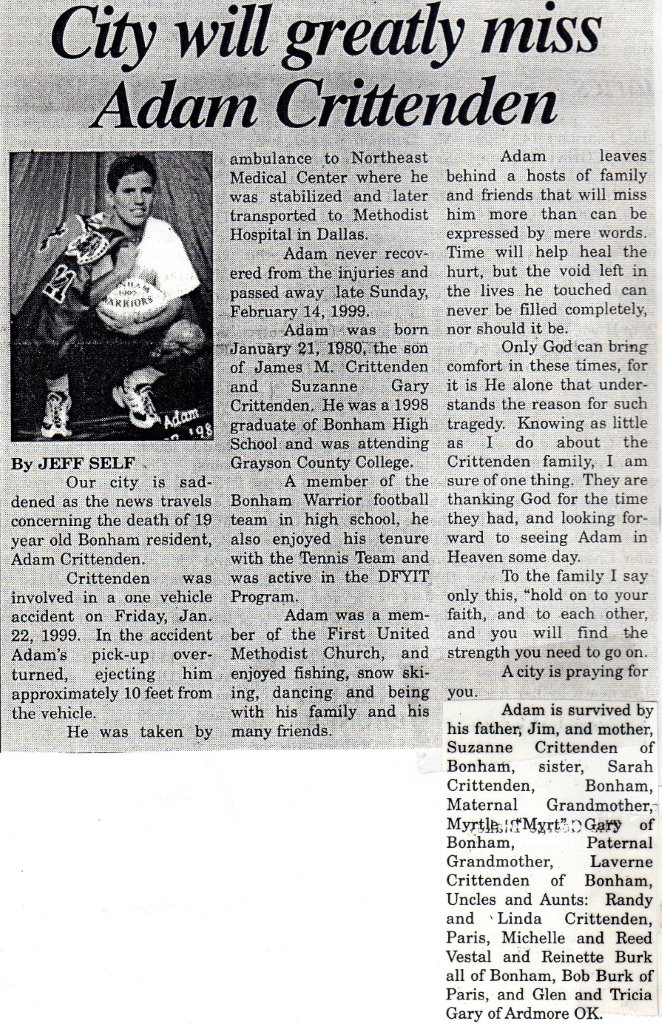 City will greatly miss
Adam Crittenden
WARRIORS
21
Adam
'98
By JEFF SELF
Our city is sad-
dened as the news travels
concerning the death of 19
year old Bonham resident,
Adam Crittenden.
Crittenden was
involved in a one vehicle
accident on Friday, Jan.
22, 1999. In the accident
Adam's pick-up over-
turned, ejecting him
approximately 10 feet from
the vehicle.
He was taken by
ambulance to Northeast
Medical Center where he
was stabilized and later
transported to Methodist
Hospital in Dallas.
Adam never recov-
ered from the injuries and
passed away late Sunday,
February 14, 1999.
Adam was born
January 21, 1980, the son
of James M. Crittenden
and Suzanne Gary
Crittenden. He was a 1998
graduate of Bonham High
School and was attending
Grayson County College.
A member of the
Bonham Warrior football
team in high school, he
also enjoyed his tenure
with the Tennis Team and
was active in the DFYIT
Program.
Adam was a mem-
ber of the First United
Methodist Church, and
enjoyed fishing, snow ski-
ing, dancing and being
with his family and his
many friends.
Adam leaves
behind a hosts of family
and friends that will miss
him more than can be
expressed by mere words.
Time will help heal the
hurt, but the void left in
the lives he touched can
never be filled completely,
nor should it be.
Only God can bring
comfort in these times, for
it is He alone that under-
stands the reason for such
tragedy. Knowing as little
as I do about the
Crittenden family, I am
sure of one thing. They are
thanking God for the time
they had, and looking for-
ward to seeing Adam in
Heaven some day.
To the family I say
only this, "hold on to your
faith, and to each other,
and you will find the
strength you need to go on.
A city is praying for
you.
Adam is survived by
his father, Jim, and mother,
Suzanne Crittenden of
Bonham, sister, Sarah
Crittenden, Bonham,
Maternal Grandmother,
Myrtle "Myrt" Gary of
Bonham, Paternal
Grandmother, Laverne
Crittenden of Bonham,
Uncles and Aunts: Randy
and Linda Crittenden,
Paris, Michelle and Reed
Vestal and Reinette Burk
all of Bonham, Bob Burk of
Paris, and Glen and Tricia
Gary of Ardmore OK.